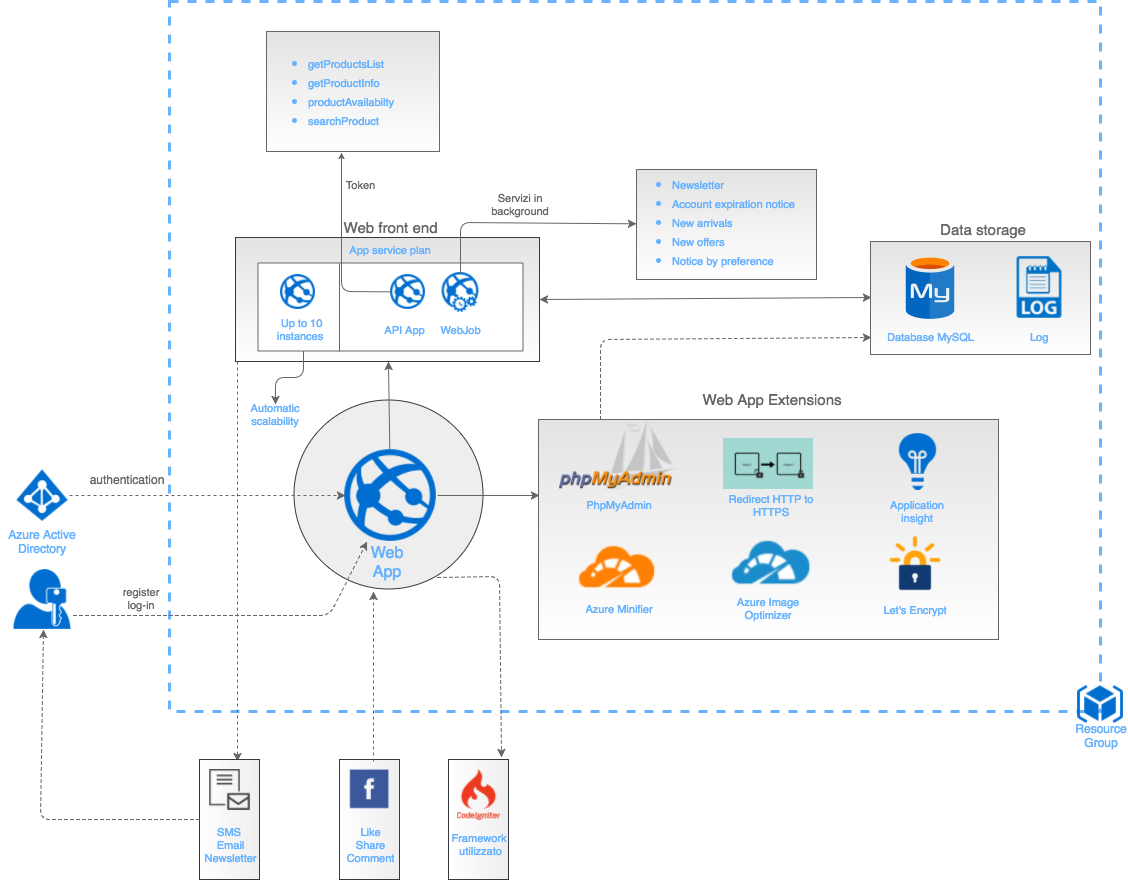 getProductsList
getProductInfo
productAvailabilty
searchProduct
Token
Servizi in
background
Newsletter
Account expiration notice
New arrivals
New offers
Notice by preference
Web front end
App service plan
Up to 10
instances
API App
WebJob
Data storage
My
Database MySQL
LOG
Log
Automatic
scalability
Web App Extensions
phpMyAdmin
PhpMyAdmin
Redirect HTTP to
HTTPS
Application
insight
Azure Minifier
Azure Image
Optimizer
Let's Encrypt
authentication
Azure Active
Directory
Web
App
register
log-in
Resource
Group
SMS
Email
Newsletter
f
Like
Share
Comment
CodeIgniter
Framework
utilizzato